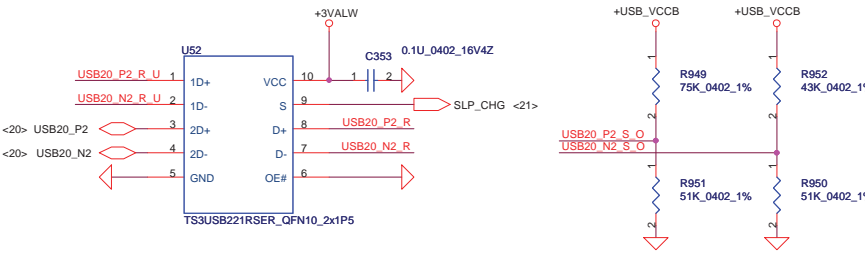 +3VALW
U52
C353
0.1U_0402_16V4Z
USB20_P2_R_U 1 1D+ VCC 10 1 2
USB20_N2_R_U 2 1D- S 9 SLP_CHG <21>
<20> USB20_P2 3 2D+ D+ 8 USB20_P2_R
<20> USB20_N2 4 2D- D- 7 USB20_N2_R
5 GND OE# 6
TS3USB221RSER_QFN10_2x1P5
+USB_VCCB +USB_VCCB
1 1
R949 R952
75K_0402_1% 43K_0402_1%
2 2
USB20_P2_S_O
USB20_N2_S_O
1 1
R951 R950
51K_0402_1% 51K_0402_1%
2 2